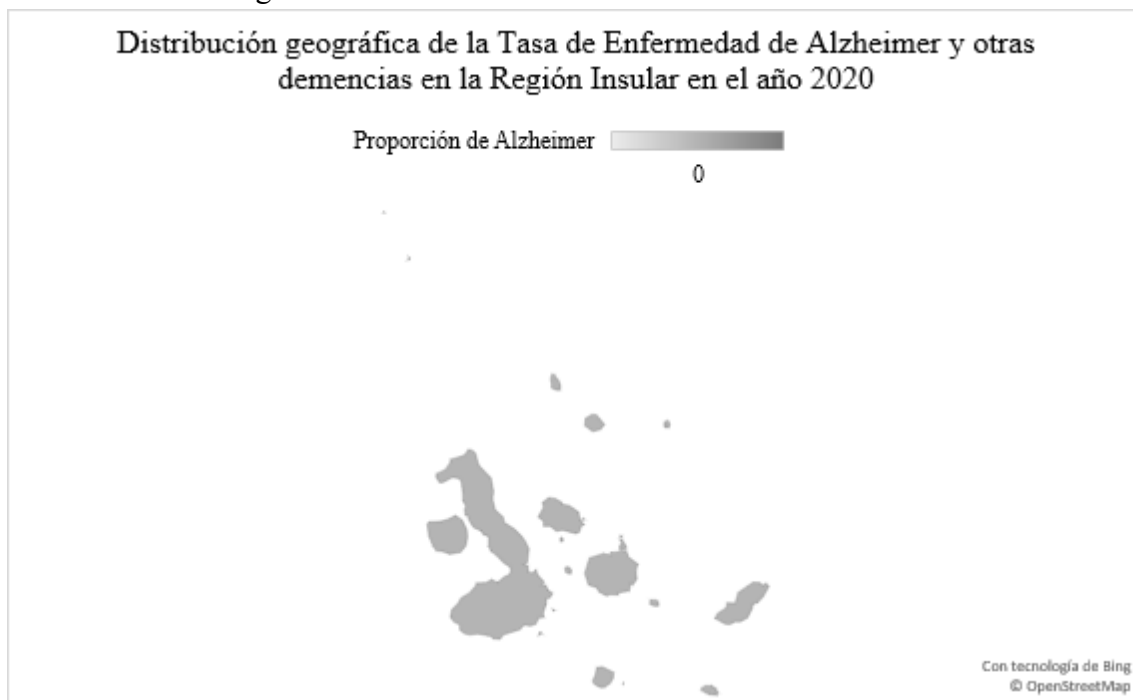 Distribución geográfica de la Tasa de Enfermedad de Alzheimer y otras
demencias en la Región Insular en el año 2020
Proporción de Alzheimer
0
Con tecnología de Bing
© OpenStreetMap